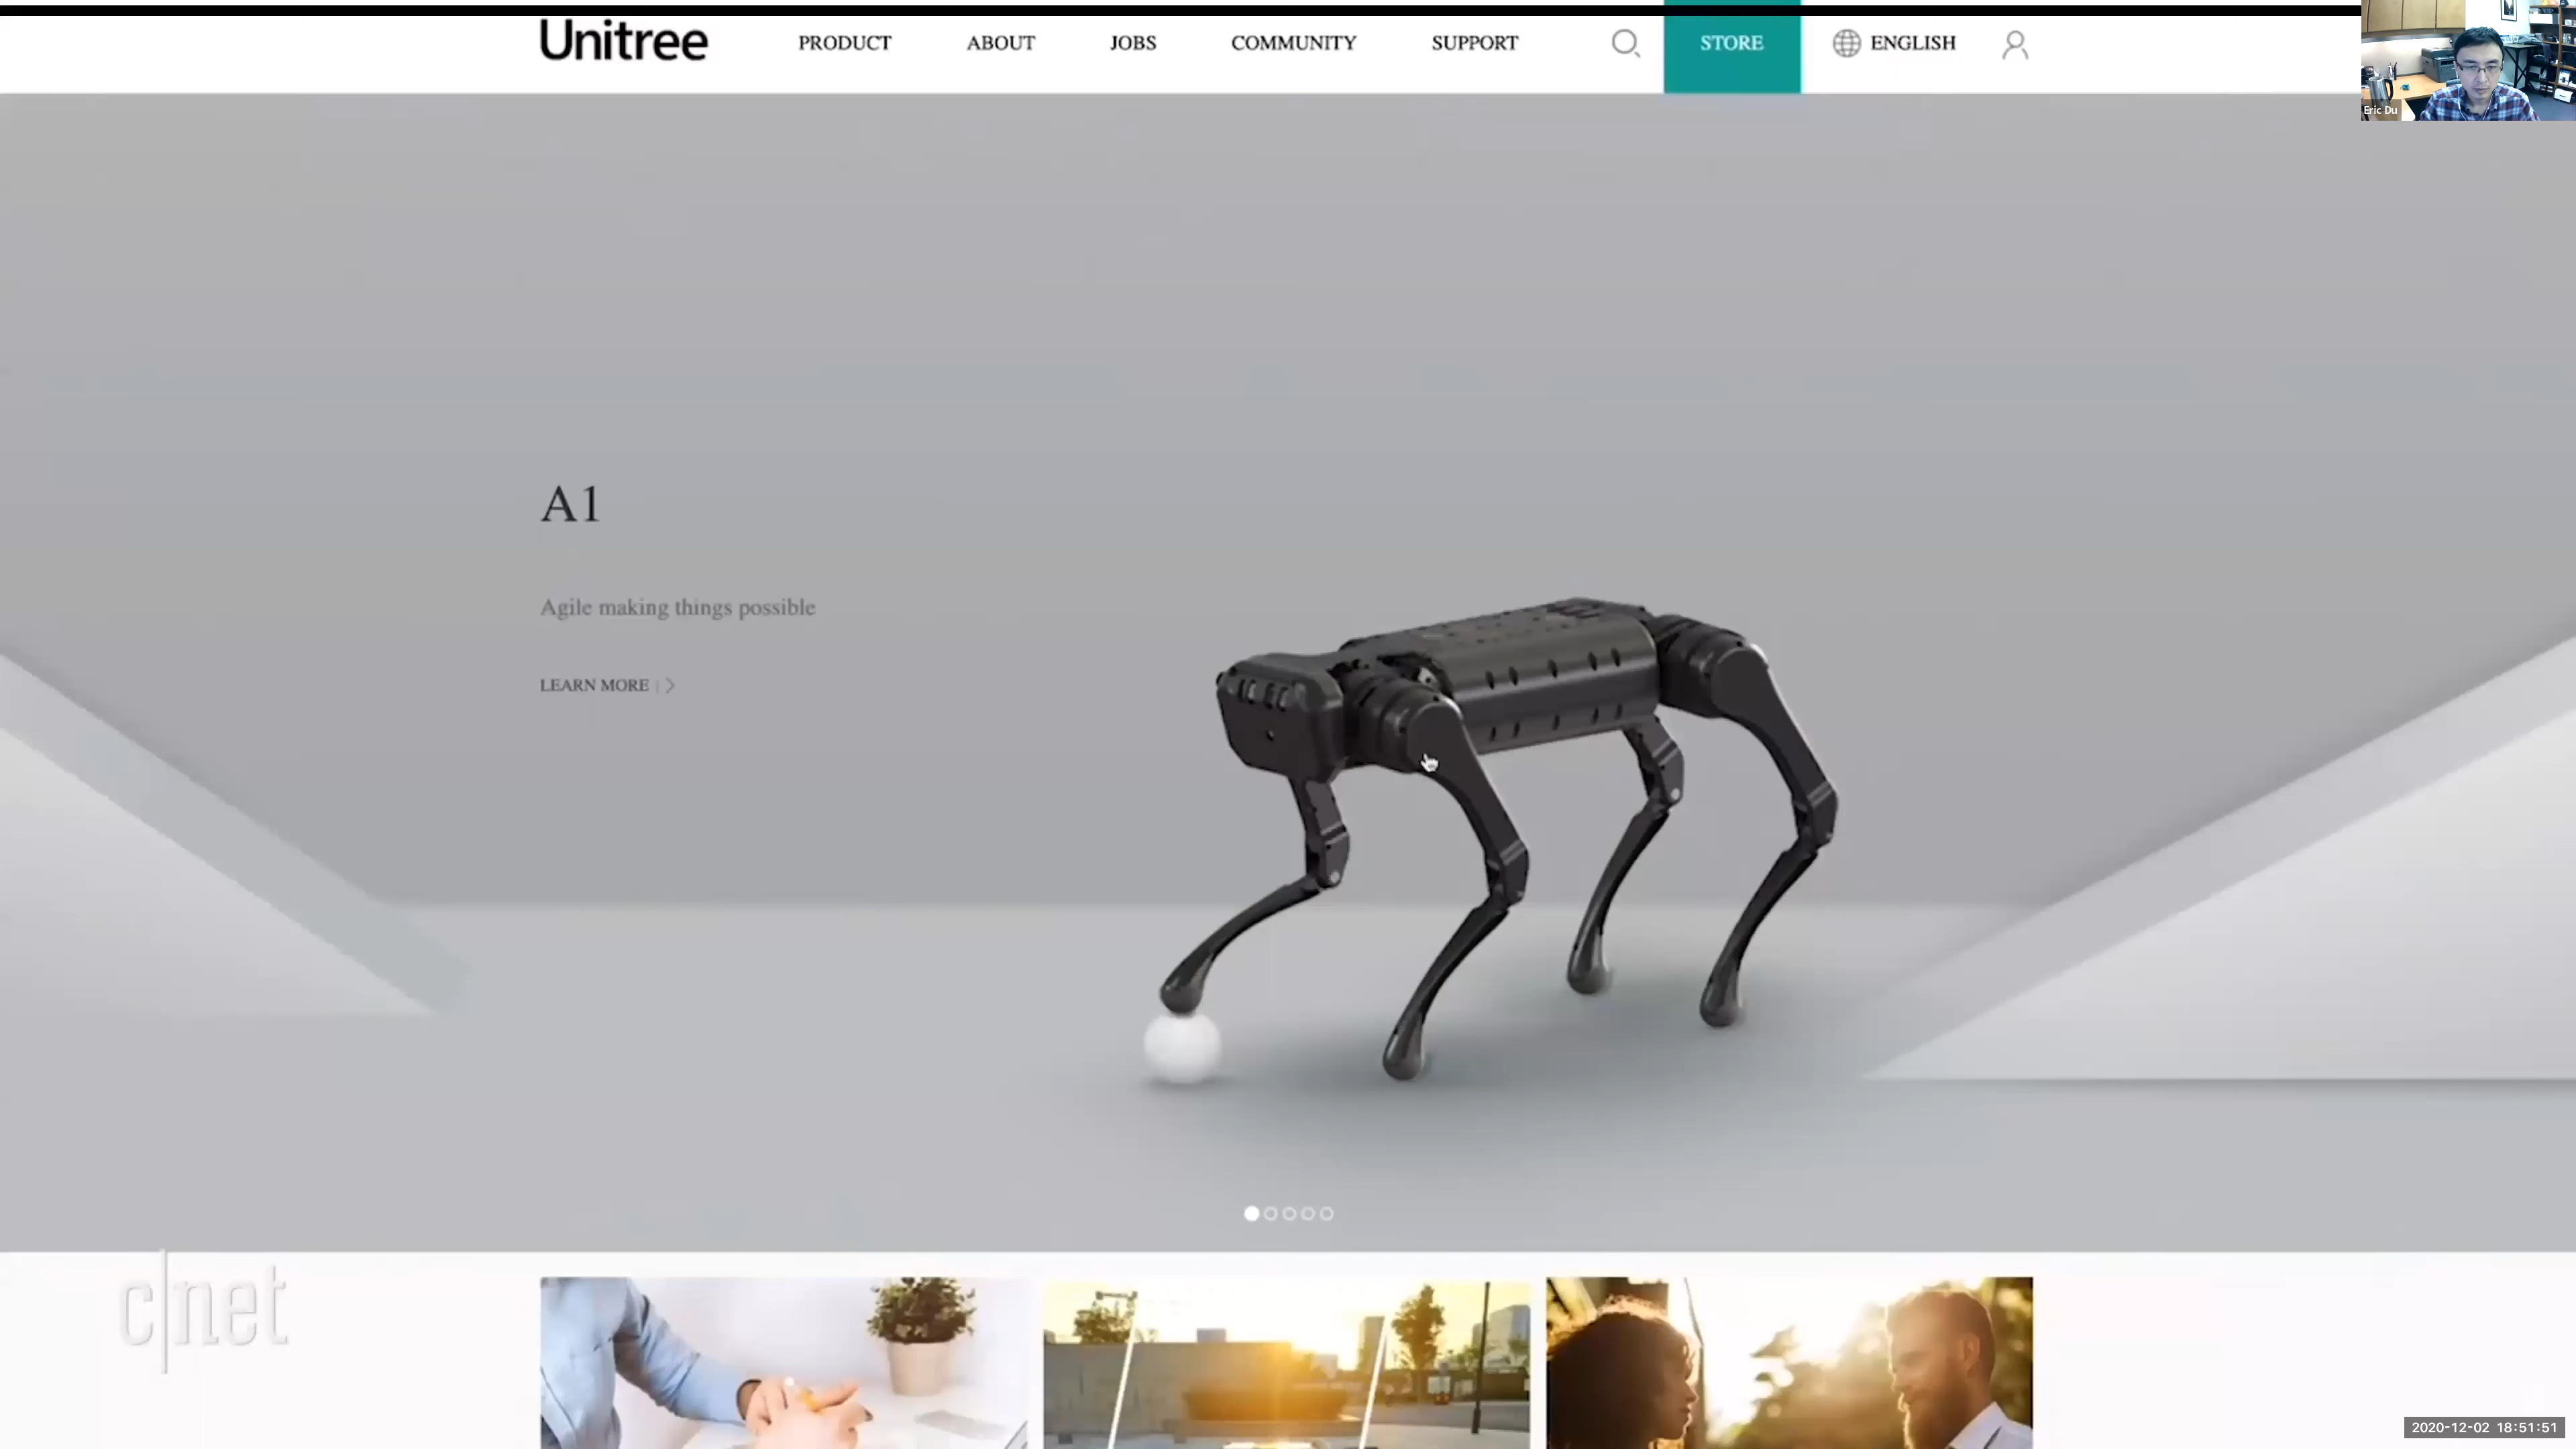 Unitree
PRODUCT ABOUT JOBS COMMUNITY SUPPORT STORE ENGLISH
Eric Du
A1
Agile making things possible
LEARN MORE
c|net
2020-12-02 18:51:51